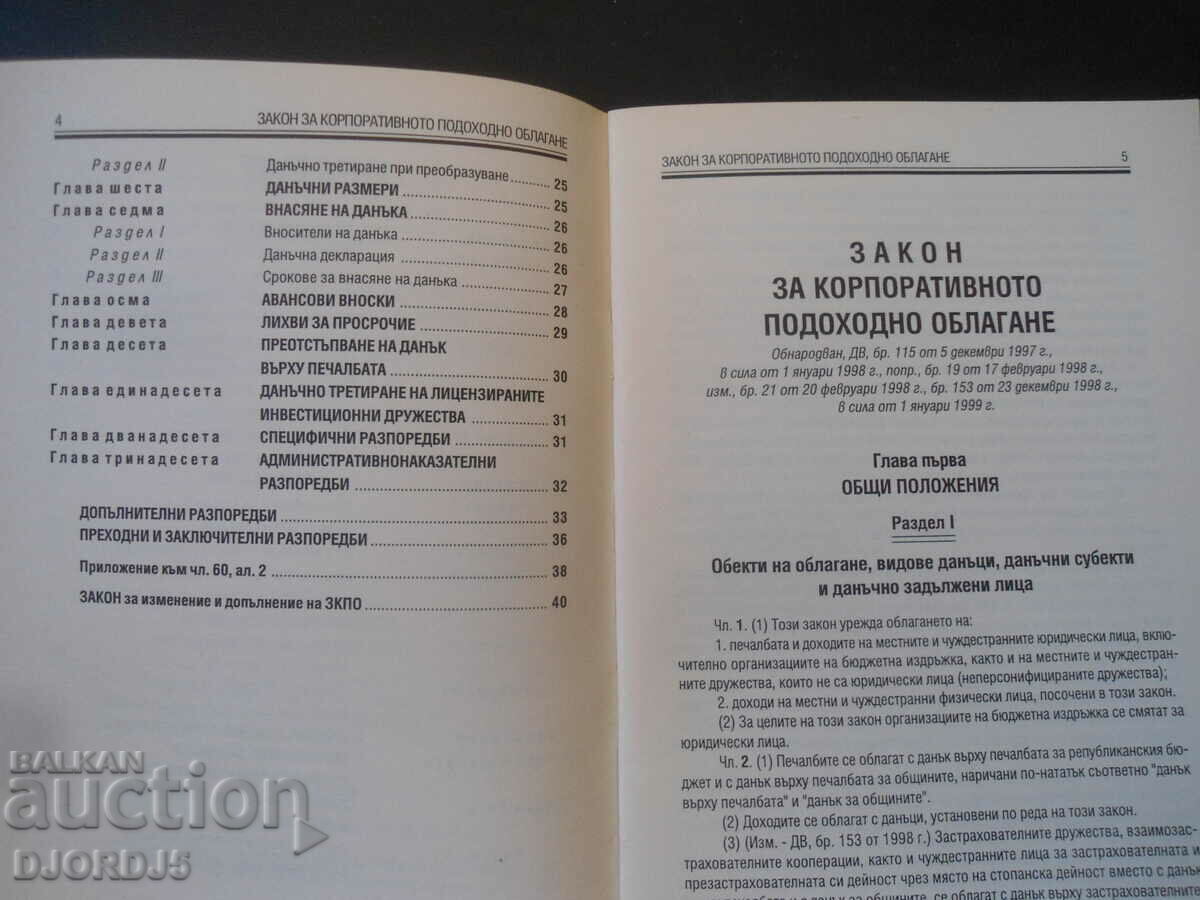 4 ЗАКОН ЗА КОРПОРАТИВНОТО ПОДОХОДНО ОБЛАГАНЕ
Раздел II Данъчно третиране при преобразуване 25
Глава шеста ДАНЪЧНИ РАЗМЕРИ 25
Глава седма ВНАСЯНЕ НА ДАНЪКА 26
Раздел I Вносители на данъка 26
Раздел II Данъчна декларация 26
Раздел III Срокове за внасяне на данъка 27
Глава осма АВАНСОВИ ВНОСКИ 28
Глава девета ЛИХВИ ЗА ПРОСРОЧИЕ 29
Глава десета ПРЕОТСТЪПВАНЕ НА ДАНЪК
ВЪРХУ ПЕЧАЛБАТА 30
Глава единадесета ДАНЪЧНО ТРЕТИРАНЕ НА ЛИЦЕНЗИРАНИТЕ
ИНВЕСТИЦИОННИ ДРУЖЕСТВА 31
Глава дванадесета СПЕЦИФИЧНИ РАЗПОРЕДБИ 31
Глава тринадесета АДМИНИСТРАТИВНОНАКАЗАТЕЛНИ
РАЗПОРЕДБИ 32
ДОПЪЛНИТЕЛНИ РАЗПОРЕДБИ 33
ПРЕХОДНИ И ЗАКЛЮЧИТЕЛНИ РАЗПОРЕДБИ 36
Приложение към чл. 60, ал. 2 38
ЗАКОН за изменение и допълнение на ЗКПО 40
ЗАКОН ЗА КОРПОРАТИВНОТО ПОДОХОДНО ОБЛАГАНЕ 5
ЗАКОН
ЗА КОРПОРАТИВНОТО
ПОДОХОДНО ОБЛАГАНЕ
Обнародван, ДВ, бр. 115 от 5 декември 1997 г.,
в сила от 1 януари 1998 г., попр., бр. 19 от 17 февруари 1998 г.,
изм., бр. 21 от 20 февруари 1998 г., бр. 153 от 23 декември 1998 г.,
в сила от 1 януари 1999 г.
Глава първа
ОБЩИ ПОЛОЖЕНИЯ
Раздел I
Обекти на облагане, видове данъци, данъчни субекти
и данъчно задължени лица
Чл. 1. (1) Този закон урежда облагането на:
1. печалбата и доходите на местните и чуждестранните юридически лица, вклю-
чително организациите на бюджетна издръжка, както и на местните и чуждестран-
ните дружества, които не са юридически лица (неперсонифицираните дружества);
2. доходи на местни и чуждестранни физически лица, посочени в този закон.
(2) За целите на този закон организациите на бюджетна издръжка се смятат за
юридически лица.
Чл. 2. (1) Печалбите се облагат с данък върху печалбата за републиканския бю-
джет и с данък върху печалбата за общините, наричани по-нататък съответно "данък
върху печалбата" и "данък за общините".
(2) Доходите се облагат с данъци, установени по реда на този закон.
(3) (Изм. - ДВ, бр. 153 от 1998 г.) Застрахователните дружества, взаимозас-
трахователните кооперации, както и чуждестранните лица за застрахователната и
презастрахователната си дейност чрез място на стопанска дейност вместо с данък
печалбата и с данък за общините, се облагат с данък върху застрахователните
BALKAN
auction
DJORDJ5